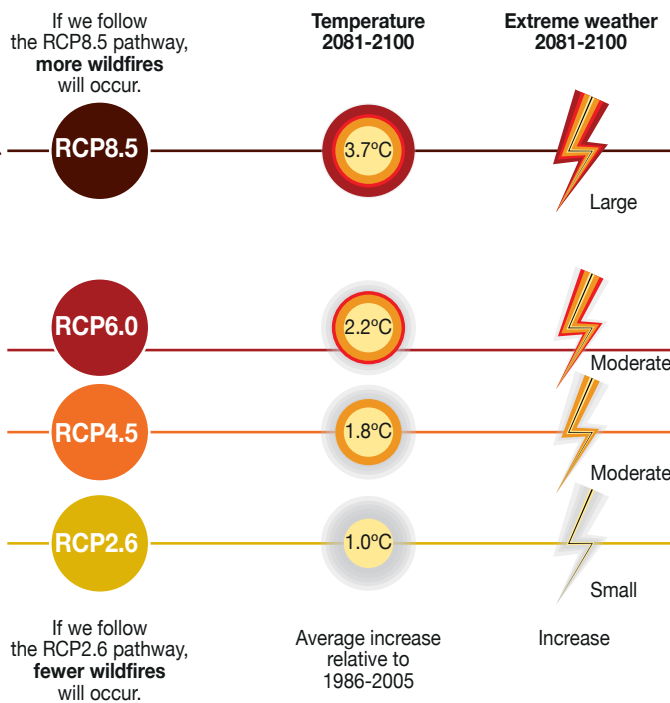 If we follow
the RCP8.5 pathway,
more wildfires
will occur.
Temperature
2081-2100
Extreme weather
2081-2100
RCP8.5
3.7ºC
Large
RCP6.0
2.2ºC
Moderate
RCP4.5
1.8ºC
Moderate
RCP2.6
1.0ºC
Small
If we follow
the RCP2.6 pathway,
fewer wildfires
will occur.
Average increase
relative to
1986-2005
Increase